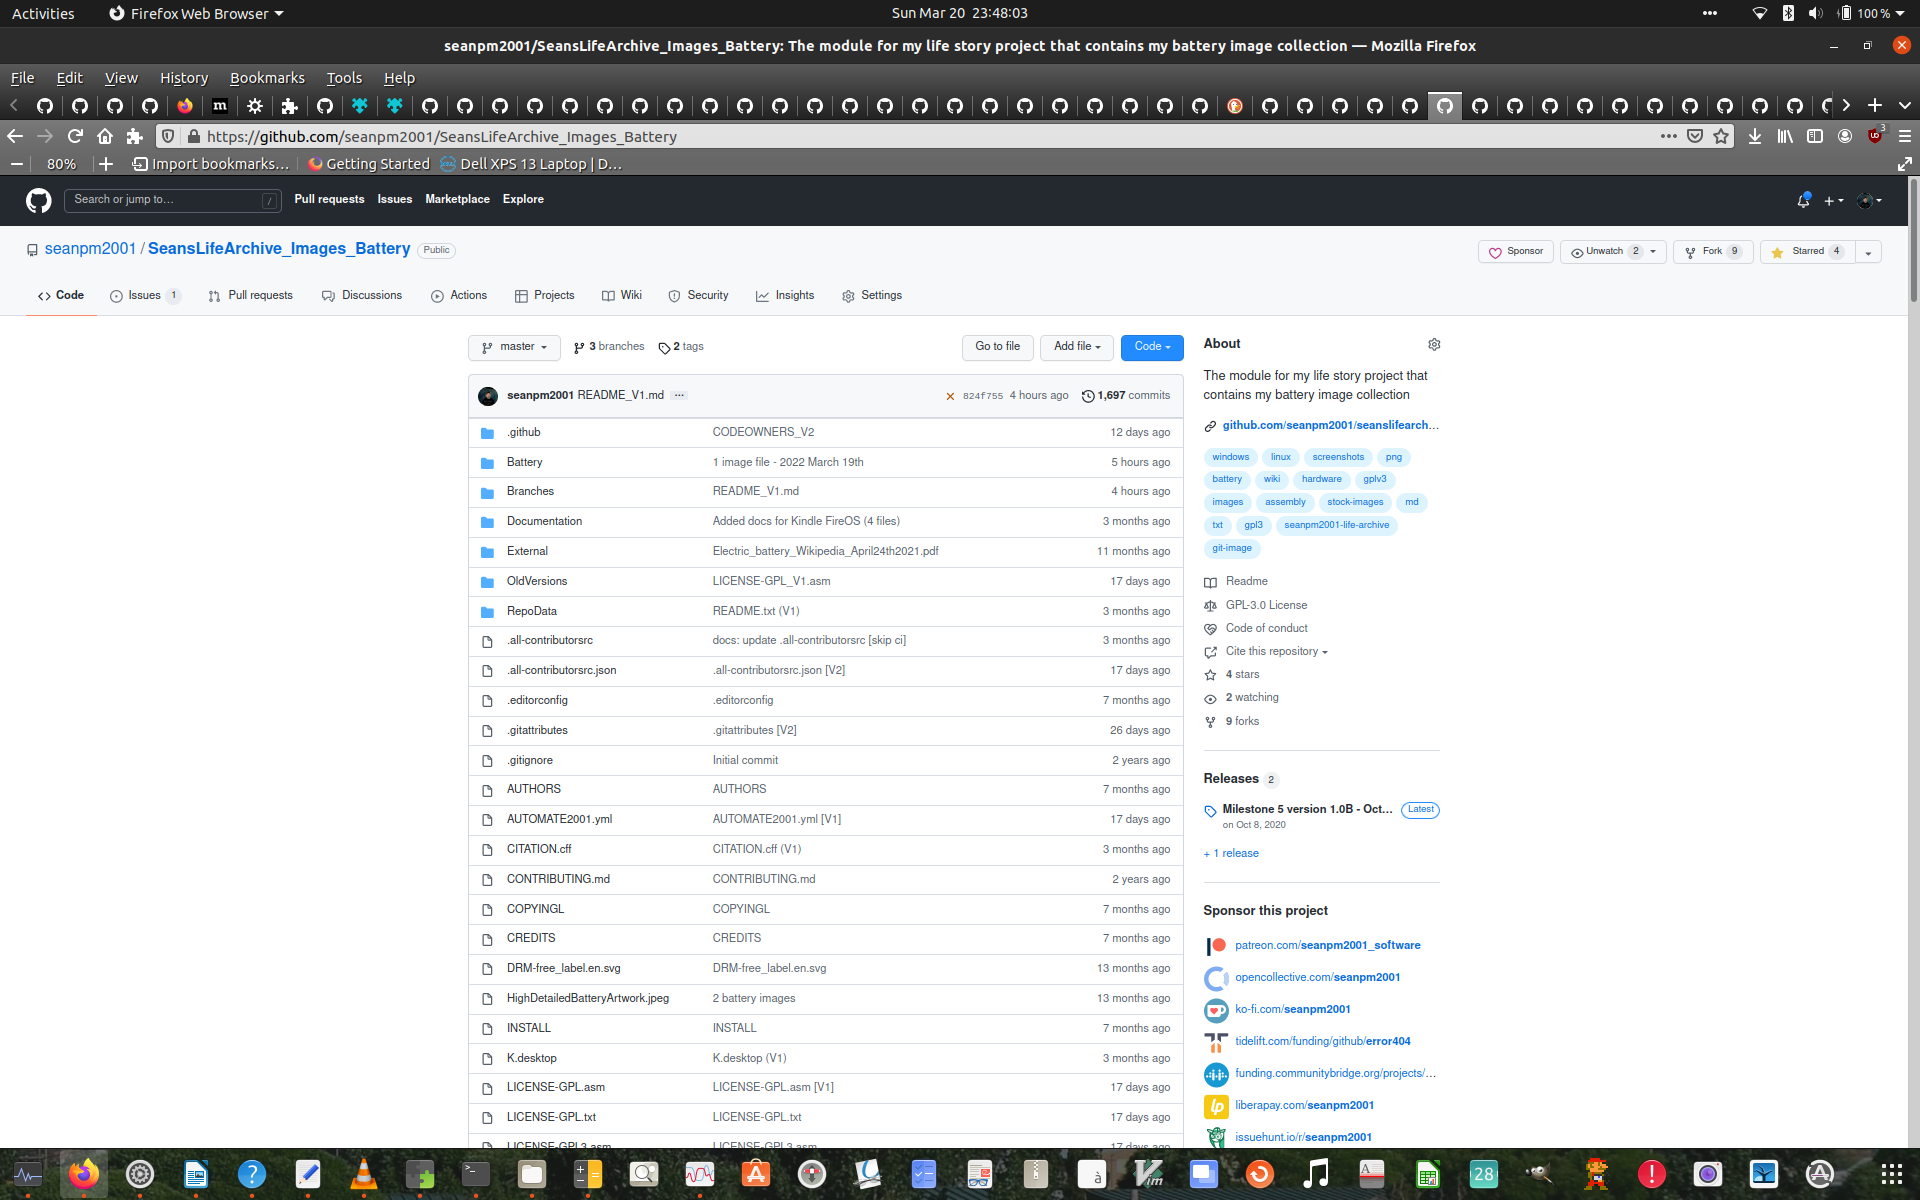 Activities Firefox Web Browser Sun Mar 20 23:48:03 100 %
seanpm2001/SeansLifeArchive_Images_Battery: The module for my life story project that contains my battery image collection — Mozilla Firefox
File Edit View History Bookmarks Tools Help
https://github.com/seanpm2001/SeansLifeArchive_Images_Battery 3
80% Import bookmarks... Getting Started Dell XPS 13 Laptop | D...
Search or jump to... / Pull requests Issues Marketplace Explore
seanpm2001 / SeansLifeArchive_Images_Battery Public Sponsor Unwatch 2 Fork 9 Starred 4
Code Issues 1 Pull requests Discussions Actions Projects Wiki Security Insights Settings
master 3 branches 2 tags Go to file Add file Code
seanpm2001 README_V1.md ... 824f755 4 hours ago 1,697 commits
.github CODEOWNERS_V2 12 days ago
Battery 1 image file - 2022 March 19th 5 hours ago
Branches README_V1.md 4 hours ago
Documentation Added docs for Kindle FireOS (4 files) 3 months ago
External Electric_battery_Wikipedia_April24th2021.pdf 11 months ago
OldVersions LICENSE-GPL_V1.asm 17 days ago
RepoData README.txt (V1) 3 months ago
.all-contributorsrc docs: update .all-contributorsrc [skip ci] 3 months ago
.all-contributorsrc.json .all-contributorsrc.json [V2] 17 days ago
.editorconfig .editorconfig 7 months ago
.gitattributes .gitattributes [V2] 26 days ago
.gitignore Initial commit 2 years ago
AUTHORS AUTHORS 7 months ago
AUTOMATE2001.yml AUTOMATE2001.yml [V1] 17 days ago
CITATION.cff CITATION.cff (V1) 3 months ago
CONTRIBUTING.md CONTRIBUTING.md 2 years ago
COPYINGL COPYINGL 7 months ago
CREDITS CREDITS 7 months ago
DRM-free_label.en.svg DRM-free_label.en.svg 13 months ago
HighDetailedBatteryArtwork.jpeg 2 battery images 13 months ago
INSTALL INSTALL 7 months ago
K.desktop K.desktop (V1) 3 months ago
LICENSE-GPL.asm LICENSE-GPL.asm [V1] 17 days ago
LICENSE-GPL.txt LICENSE-GPL.txt 17 days ago
LICENSE-GPL3.asm LICENSE-GPL3.asm 17 days ago
About
The module for my life story project that
contains my battery image collection
github.com/seanpm2001/seanslifearch...
windows linux screenshots png
battery wiki hardware gplv3
images assembly stock-images md
txt gpl3 seanpm2001-life-archive
git-image
Readme
GPL-3.0 License
Code of conduct
Cite this repository
4 stars
2 watching
9 forks
Releases 2
Milestone 5 version 1.0B - Oct... Latest
on Oct 8, 2020
+ 1 release
Sponsor this project
patreon.com/seanpm2001_software
opencollective.com/seanpm2001
ko-fi.com/seanpm2001
tidelift.com/funding/github/error404
funding.communitybridge.org/projects/...
liberapay.com/seanpm2001
issuehunt.io/r/seanpm2001
28